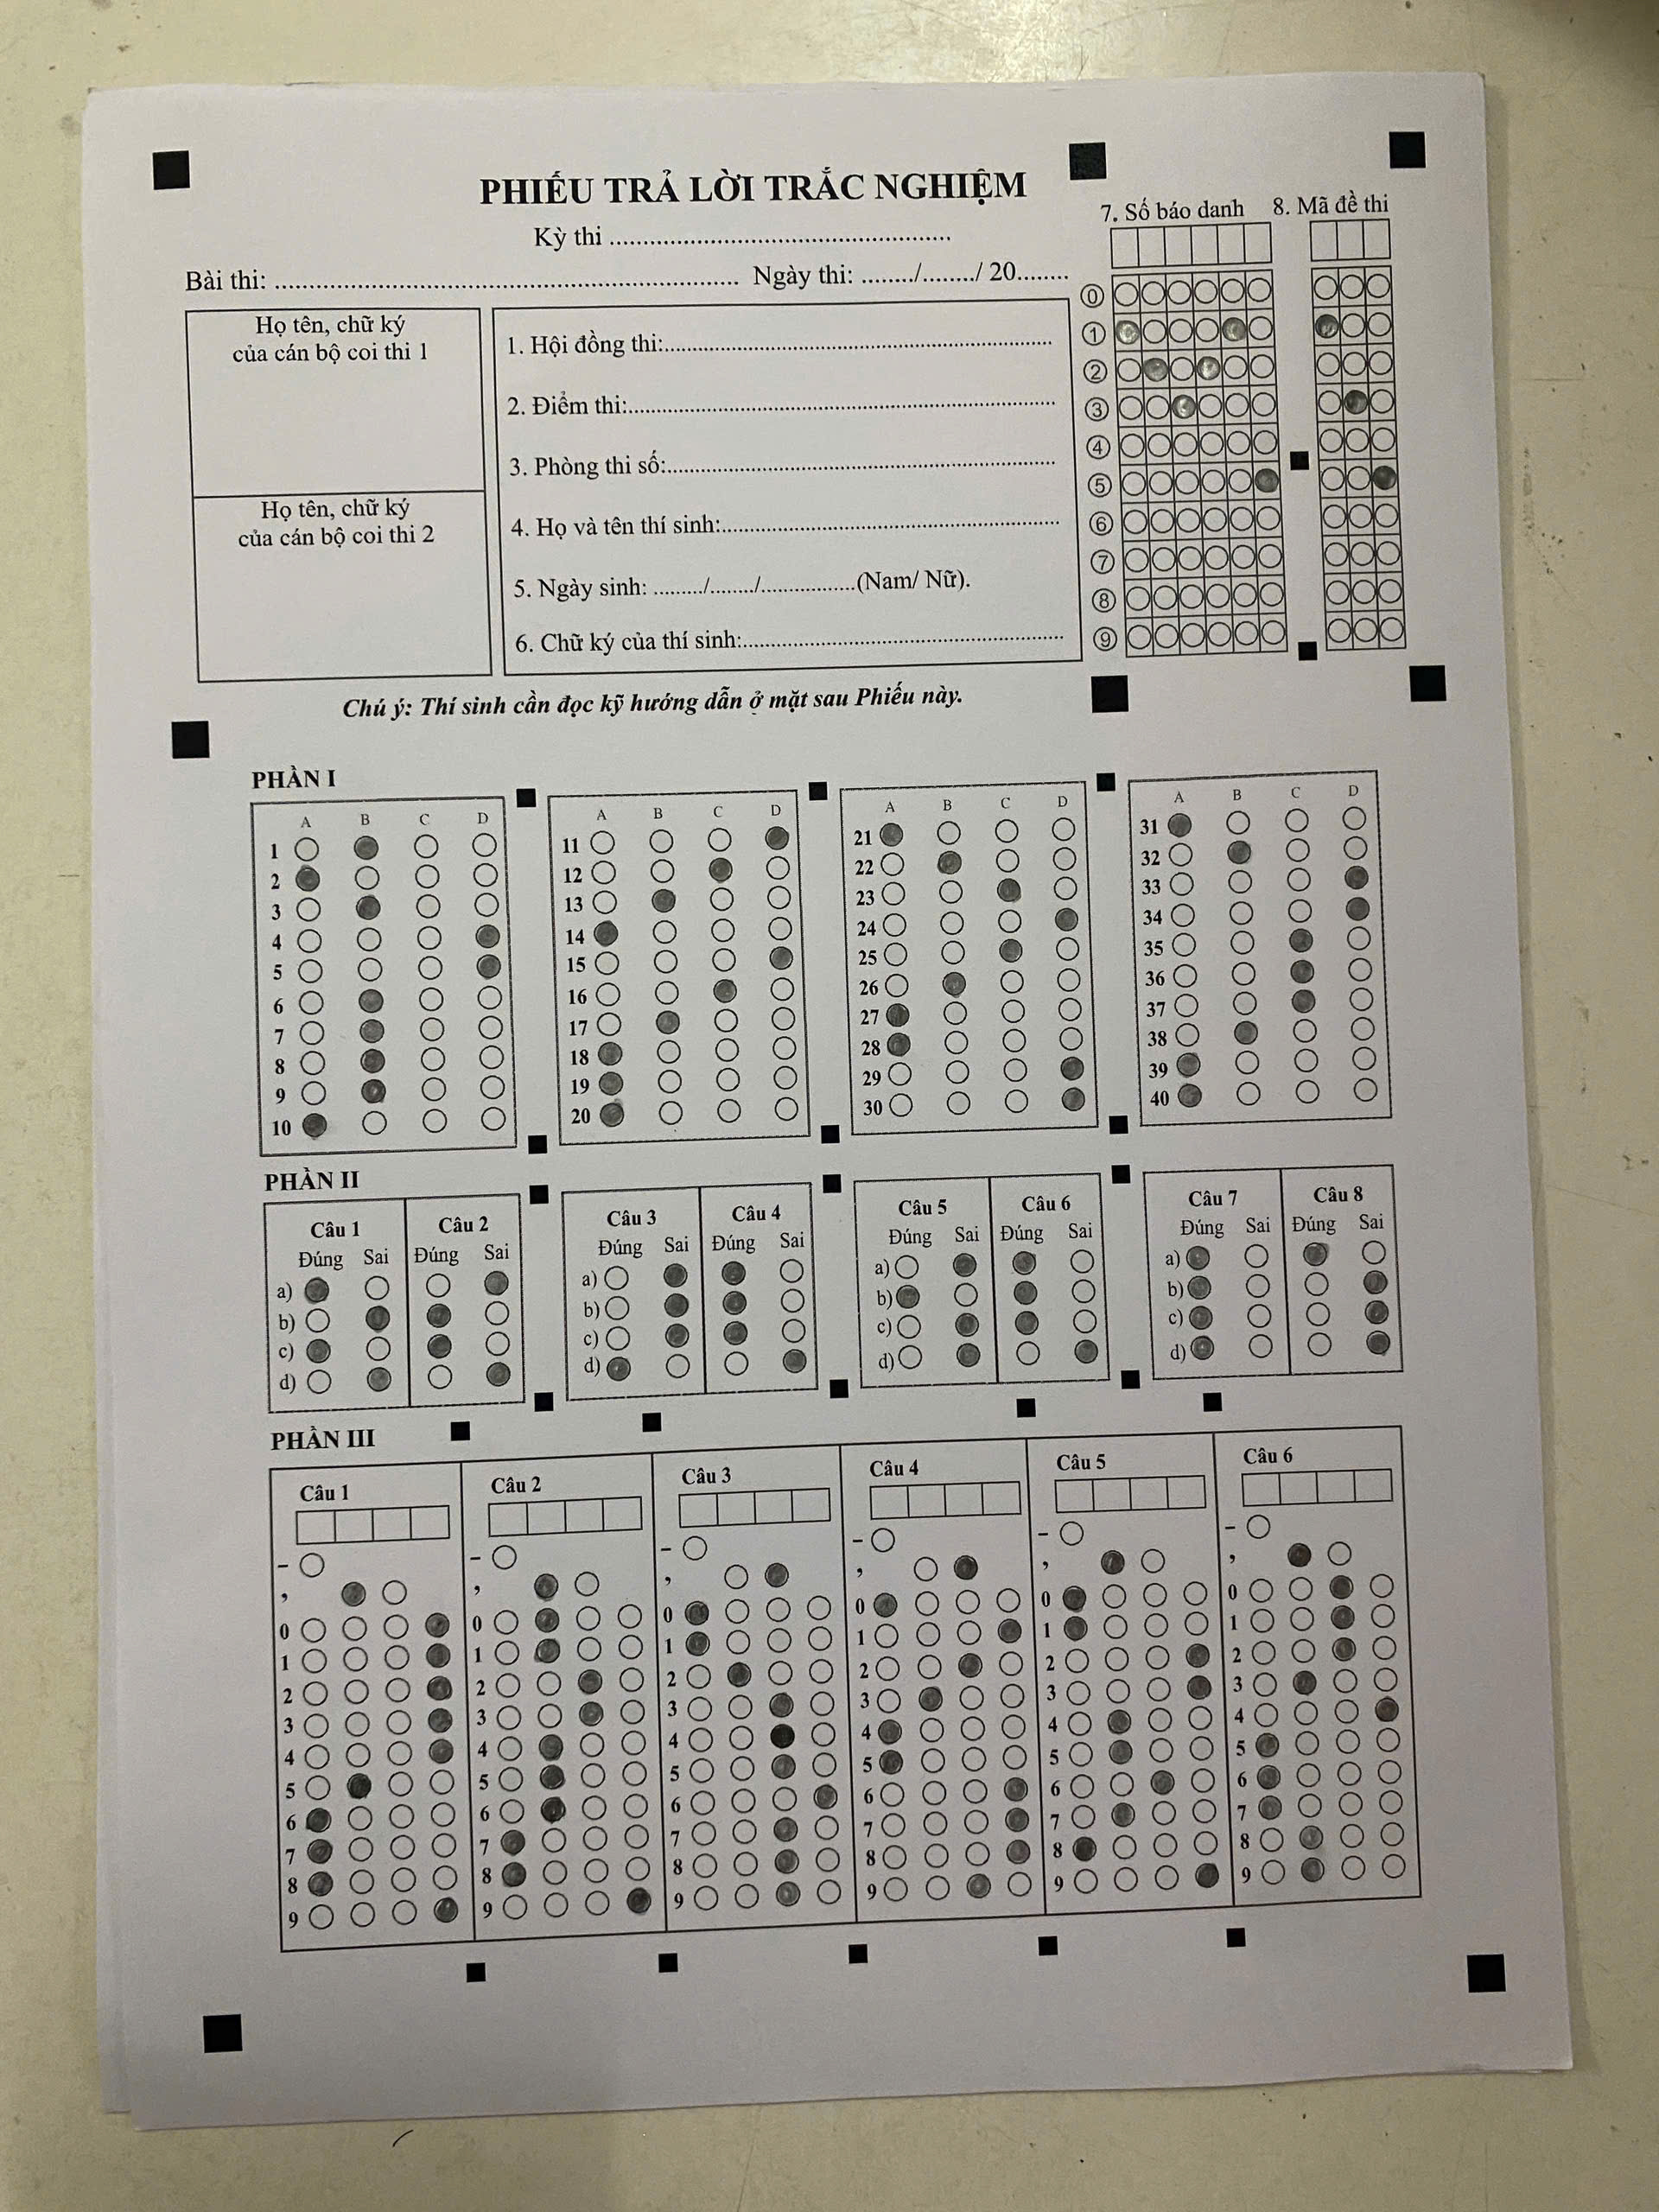 PHIẾU TRẢ LỜI TRẮC NGHIỆM
Kỳ thi ..................................................
Bài thi: .................................................................... Ngày thi: ......../......../ 20........
7. Số báo danh 8. Mã đề thi
Họ tên, chữ ký
của cán bộ coi thi 1
Họ tên, chữ ký
của cán bộ coi thi 2
1. Hội đồng thi:..........................................................
2. Điểm thi:...............................................................
3. Phòng thi số:.........................................................
4. Họ và tên thí sinh:..................................................
5. Ngày sinh: ......../......../...............(Nam/ Nữ).
6. Chữ ký của thí sinh:...............................................
0
1
2
3
4
5
6
7
8
9
Chú ý: Thí sinh cần đọc kỹ hướng dẫn ở mặt sau Phiếu này.
PHẦN I
A B C D
1
2
3
4
5
6
7
8
9
10
A B C D
11
12
13
14
15
16
17
18
19
20
A B C D
21
22
23
24
25
26
27
28
29
30
A B C D
31
32
33
34
35
36
37
38
39
40
PHẦN II
Câu 1 Câu 2
Đúng Sai Đúng Sai
a)
b)
c)
d)
Câu 3 Câu 4
Đúng Sai Đúng Sai
a)
b)
c)
d)
Câu 5 Câu 6
Đúng Sai Đúng Sai
a)
b)
c)
d)
Câu 7 Câu 8
Đúng Sai Đúng Sai
a)
b)
c)
d)
PHẦN III
Câu 1
-
,
0
1
2
3
4
5
6
7
8
9
Câu 2
-
,
0
1
2
3
4
5
6
7
8
9
Câu 3
-
,
0
1
2
3
4
5
6
7
8
9
Câu 4
-
,
0
1
2
3
4
5
6
7
8
9
Câu 5
-
,
0
1
2
3
4
5
6
7
8
9
Câu 6
-
,
0
1
2
3
4
5
6
7
8
9